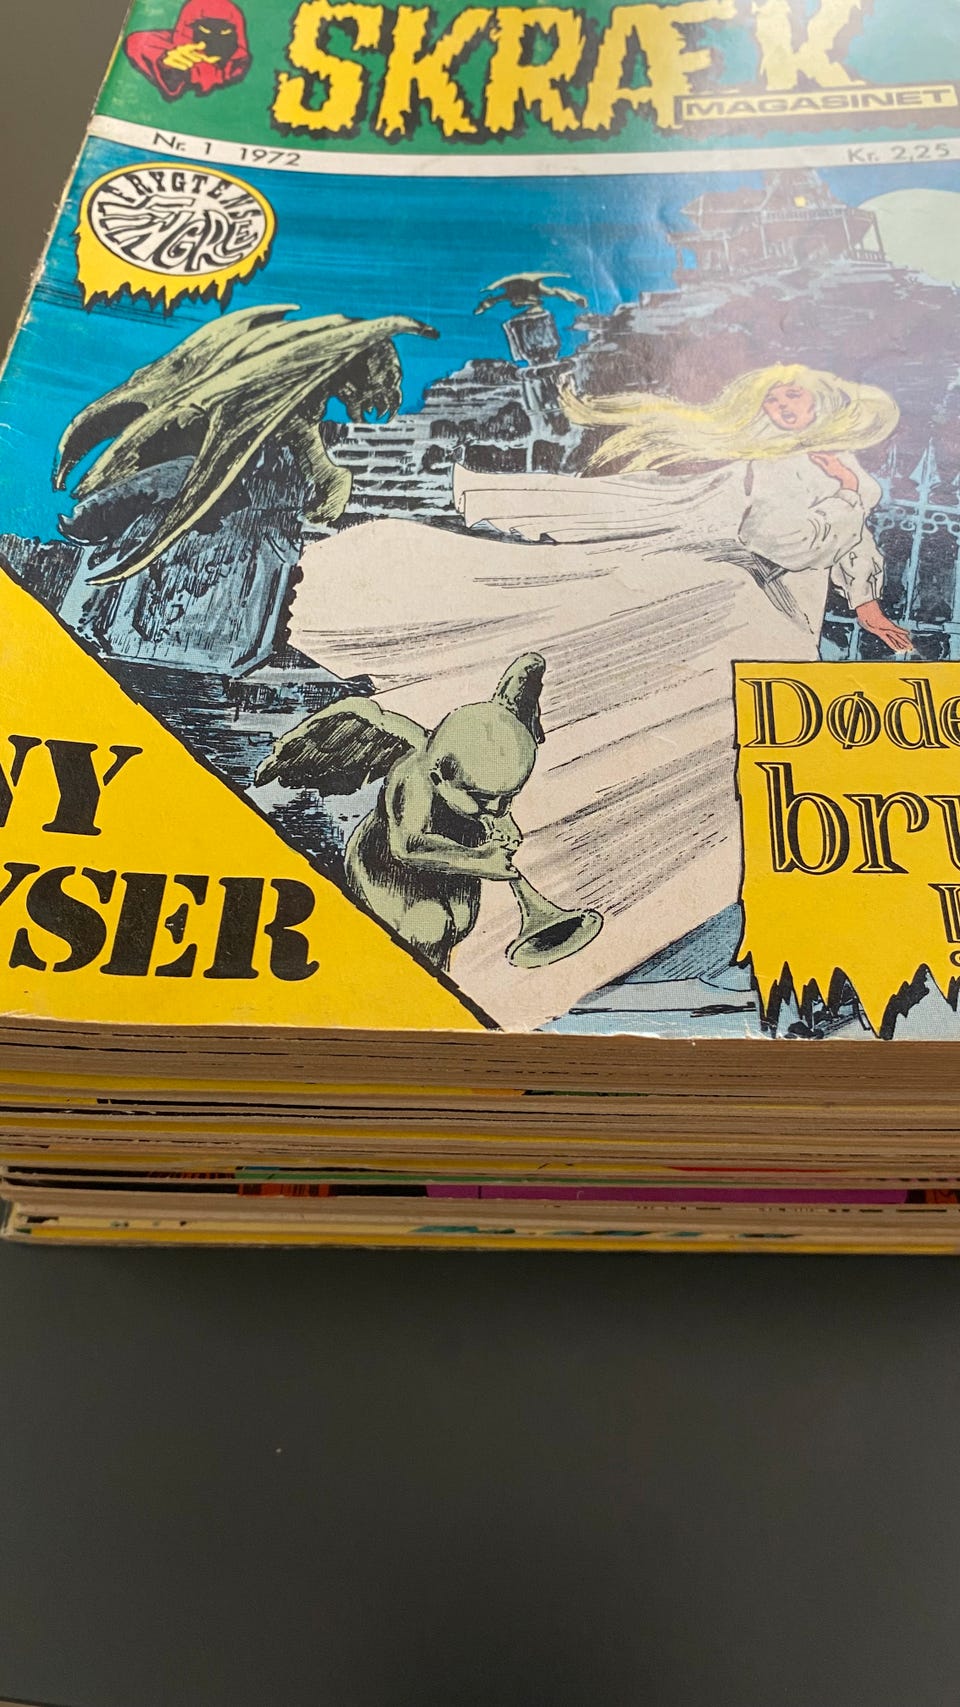 SKRÆK
MAGASINET
Nr. 1 1972
Kr. 2,25
FRYGTENS
NY
YSER
Døde
bru